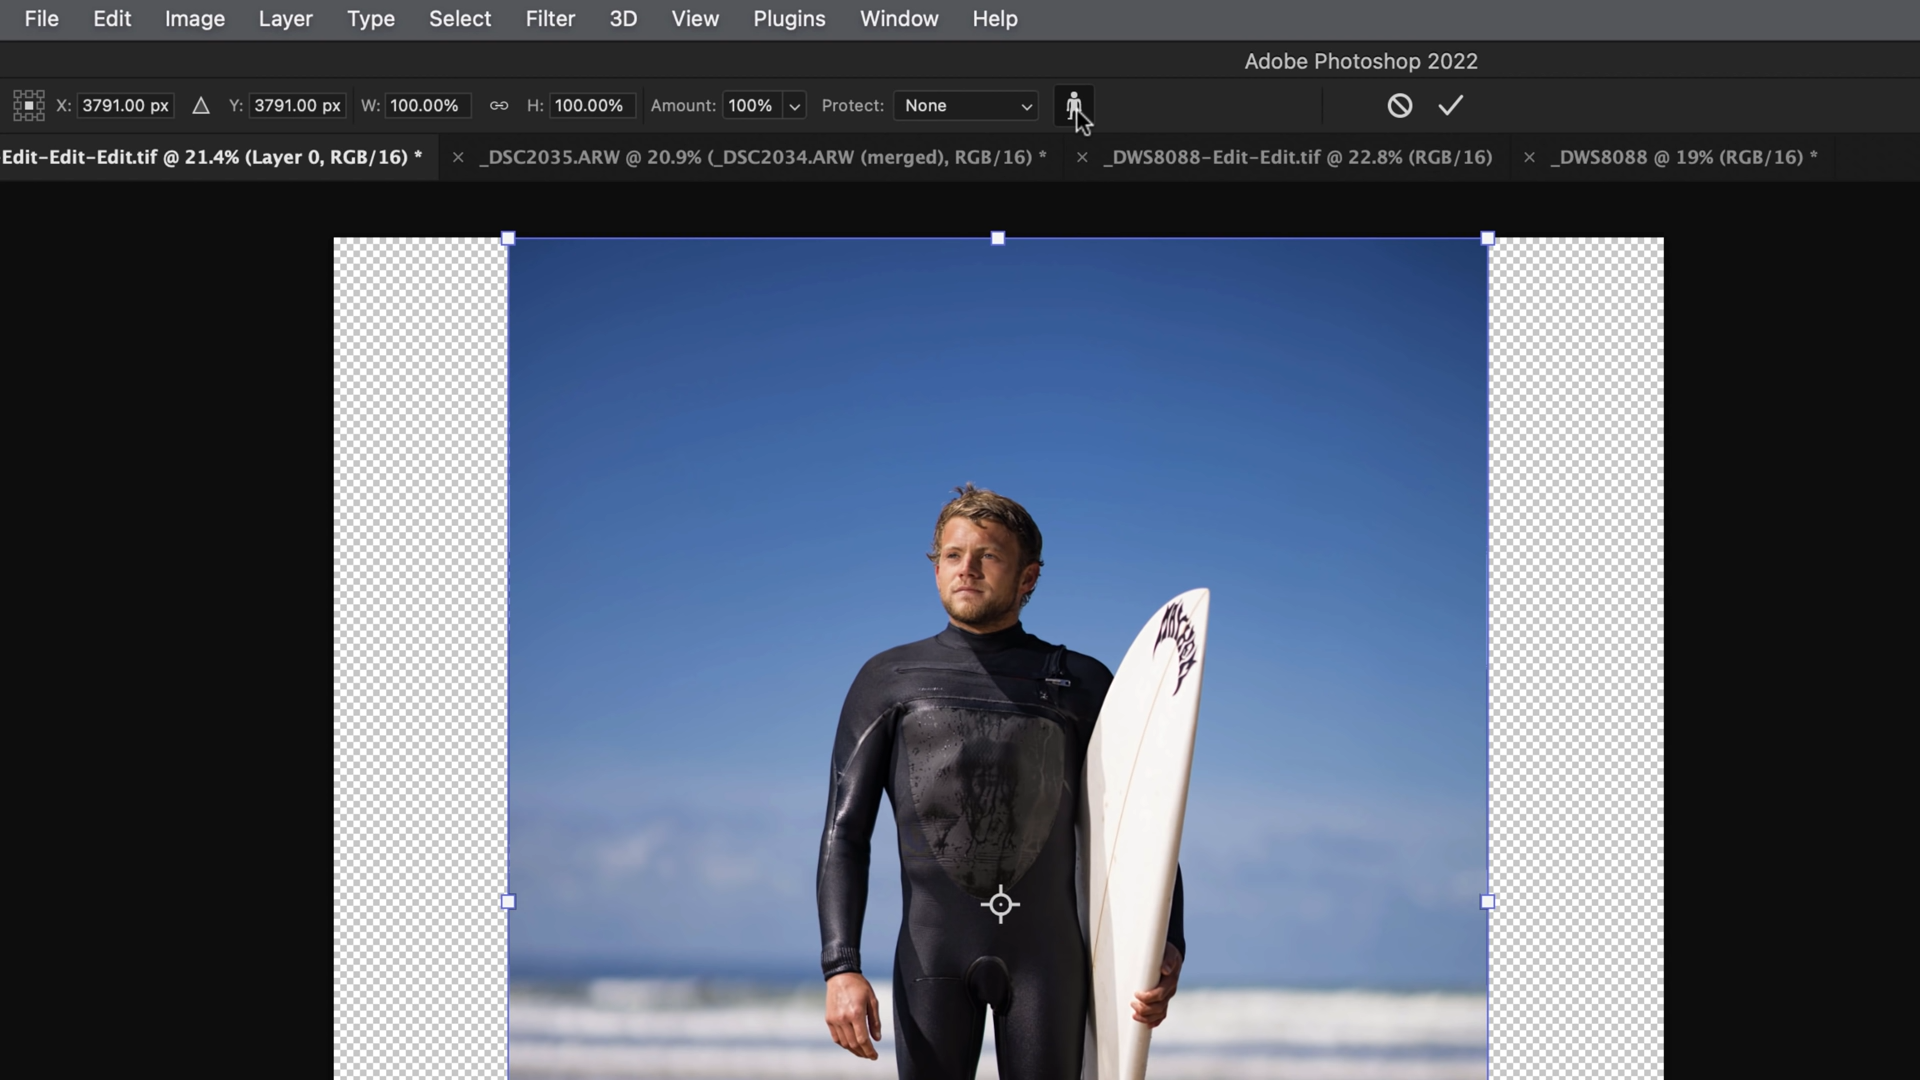 File Edit Image Layer Type Select Filter 3D View Plugins Window Help
Adobe Photoshop 2022
X: 3791.00 px Y: 3791.00 px W: 100.00% H: 100.00% Amount: 100% Protect: None
-Edit-Edit-Edit.tif @ 21.4% (Layer 0, RGB/16) * × _DSC2035.ARW @ 20.9% (_DSC2034.ARW (merged), RGB/16) * × _DWS8088-Edit-Edit.tif @ 22.8% (RGB/16) × _DWS8088 @ 19% (RGB/16) *